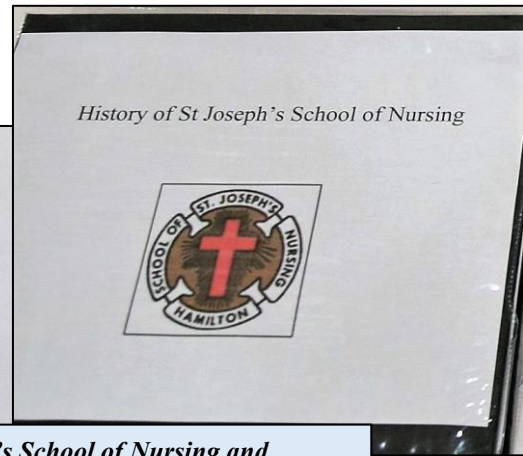 History of St Joseph's School of Nursing
ST. JOSEPH'S
SCHOOL OF
NURSING
HAMILTON
's School of Nursing and